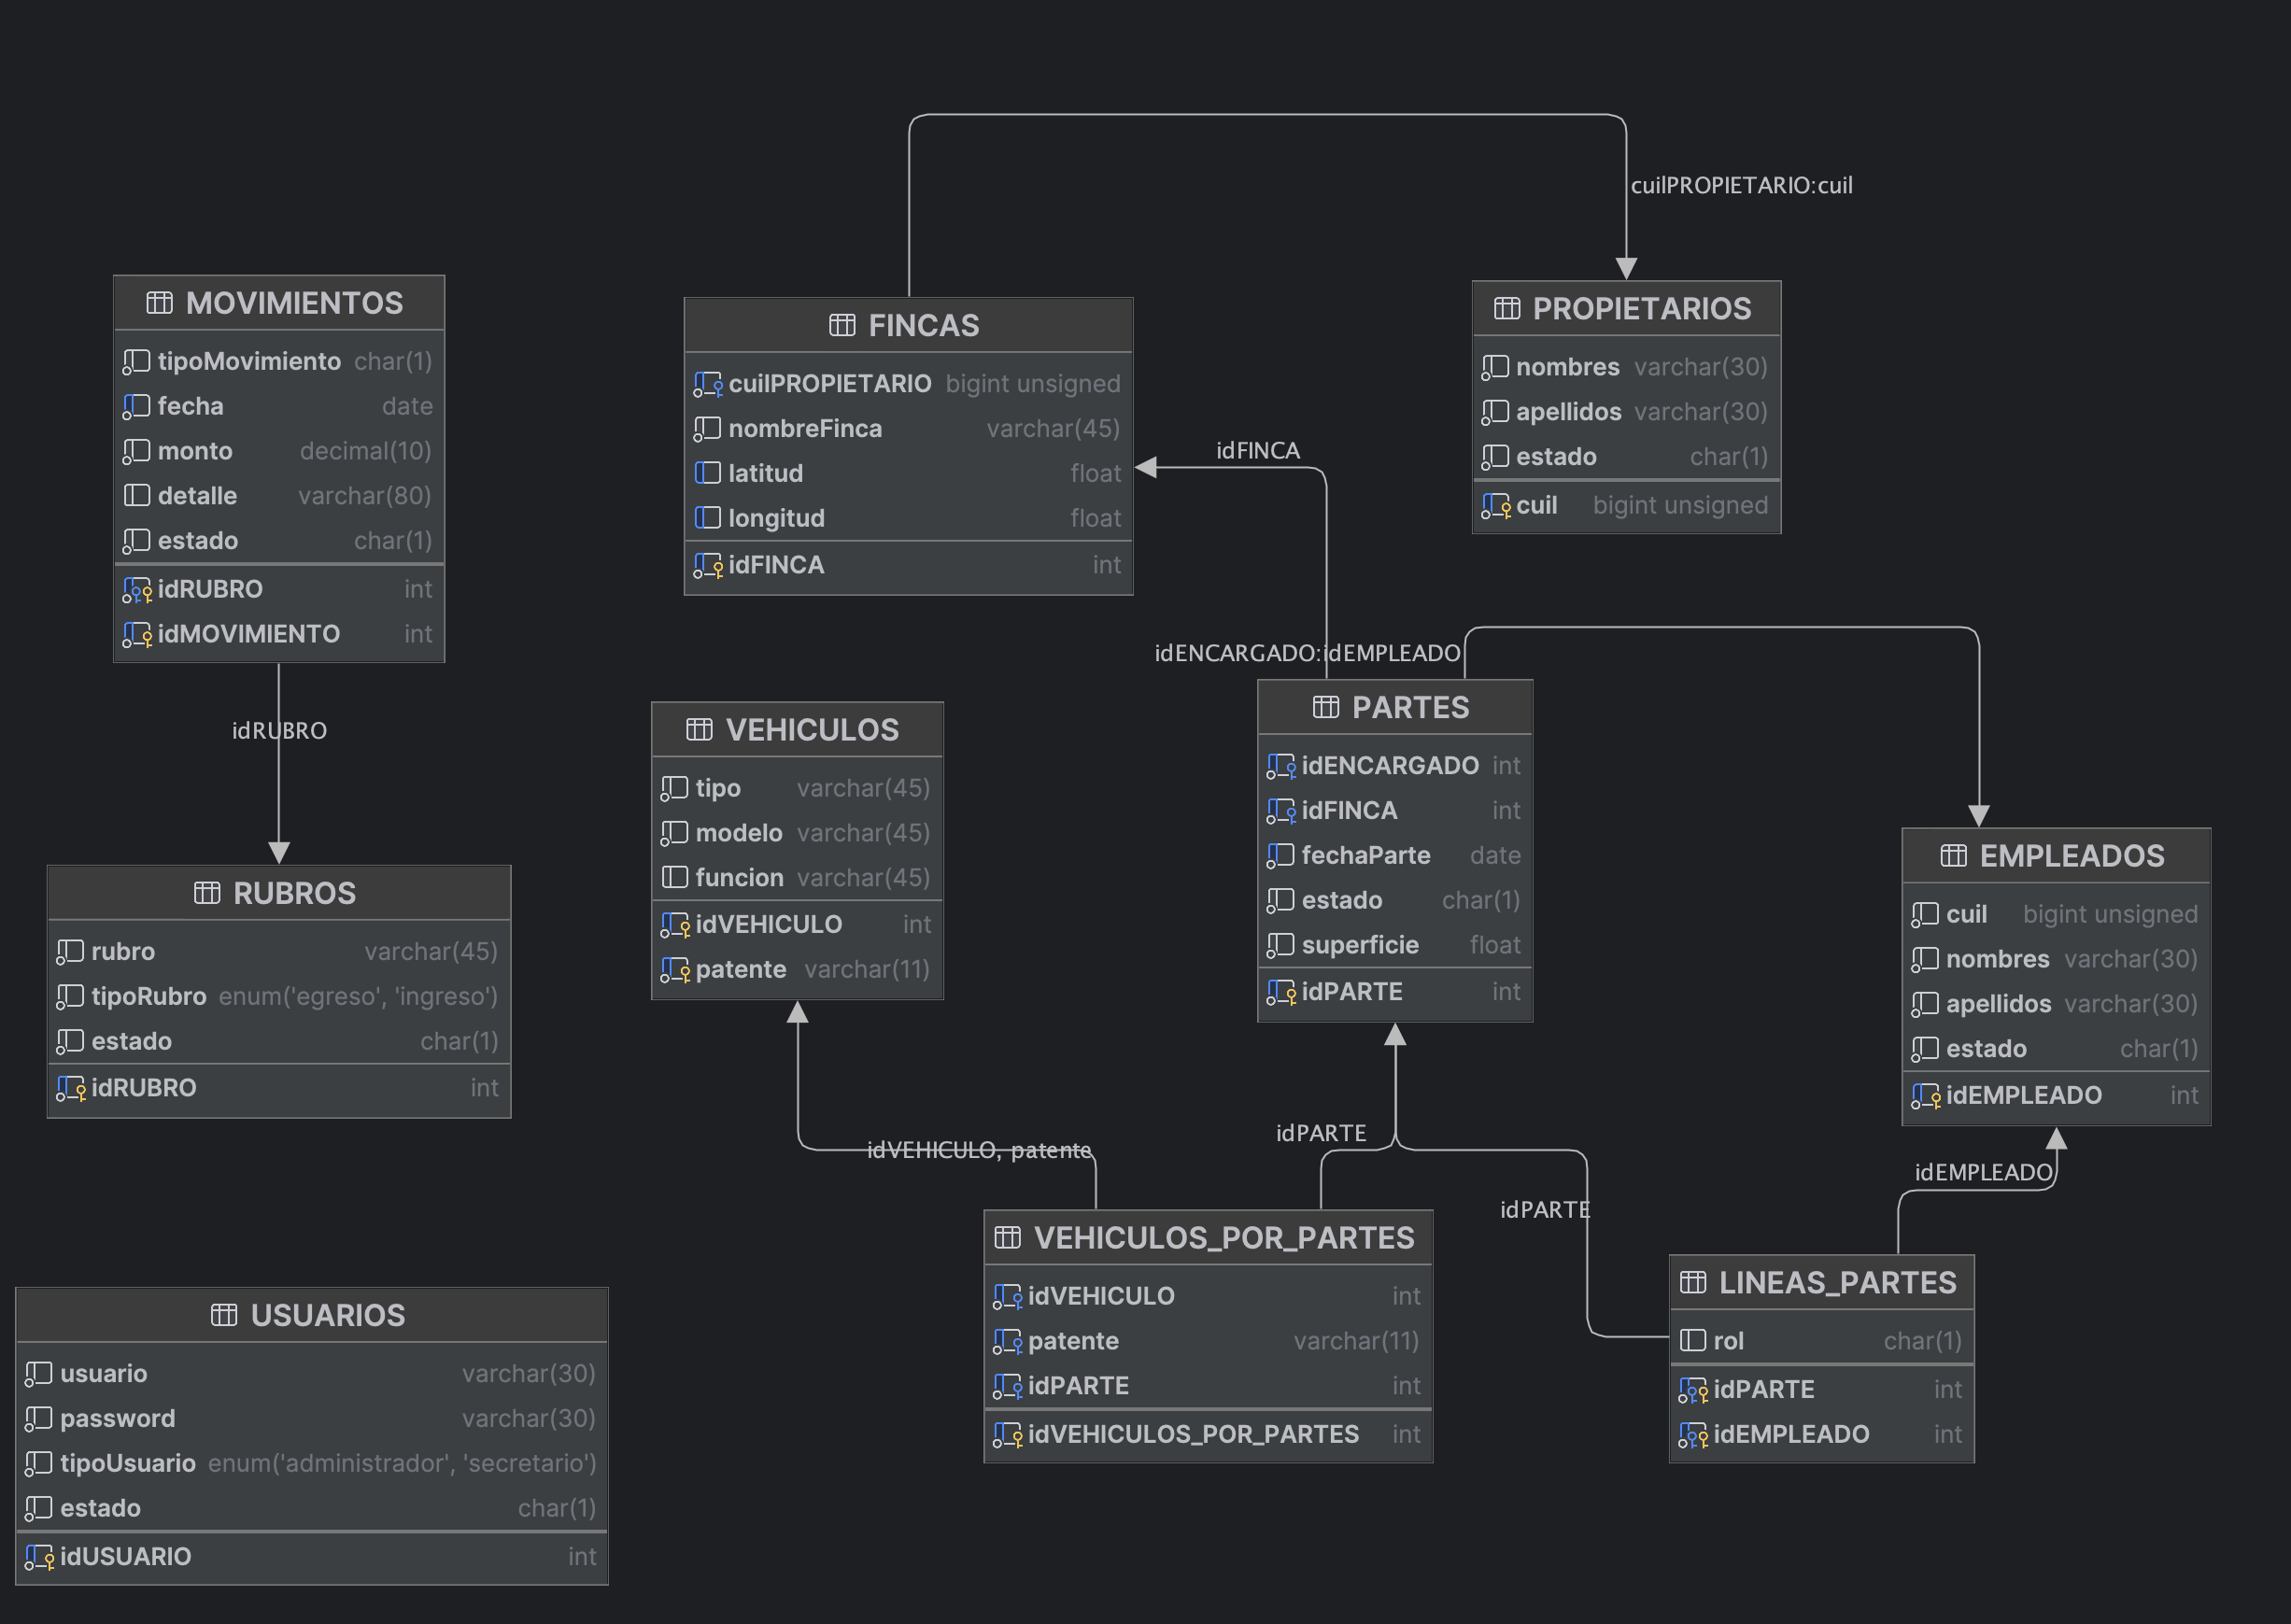 cuilPROPIETARIO:cuil
MOVIMIENTOS
tipoMovimiento char(1)
fecha date
monto decimal(10)
detalle varchar(80)
estado char(1)
idRUBRO int
idMOVIMIENTO int
FINCAS
cuilPROPIETARIO bigint unsigned
nombreFinca varchar(45)
latitud float
longitud float
idFINCA int
PROPIETARIOS
nombres varchar(30)
apellidos varchar(30)
estado char(1)
cuil bigint unsigned
idFINCA
idENCARGADO:idEMPLEADO
idRUBRO
VEHICULOS
tipo varchar(45)
modelo varchar(45)
funcion varchar(45)
idVEHICULO int
patente varchar(11)
PARTES
idENCARGADO int
idFINCA int
fechaParte date
estado char(1)
superficie float
idPARTE int
RUBROS
rubro varchar(45)
tipoRubro enum('egreso', 'ingreso')
estado char(1)
idRUBRO int
EMPLEADOS
cuil bigint unsigned
nombres varchar(30)
apellidos varchar(30)
estado char(1)
idEMPLEADO int
idVEHICULO, patente
idPARTE
idPARTE
idEMPLEADO
VEHICULOS_POR_PARTES
idVEHICULO int
patente varchar(11)
idPARTE int
idVEHICULOS_POR_PARTES int
LINEAS_PARTES
rol char(1)
idPARTE int
idEMPLEADO int
USUARIOS
usuario varchar(30)
password varchar(30)
tipoUsuario enum('administrador', 'secretario')
estado char(1)
idUSUARIO int